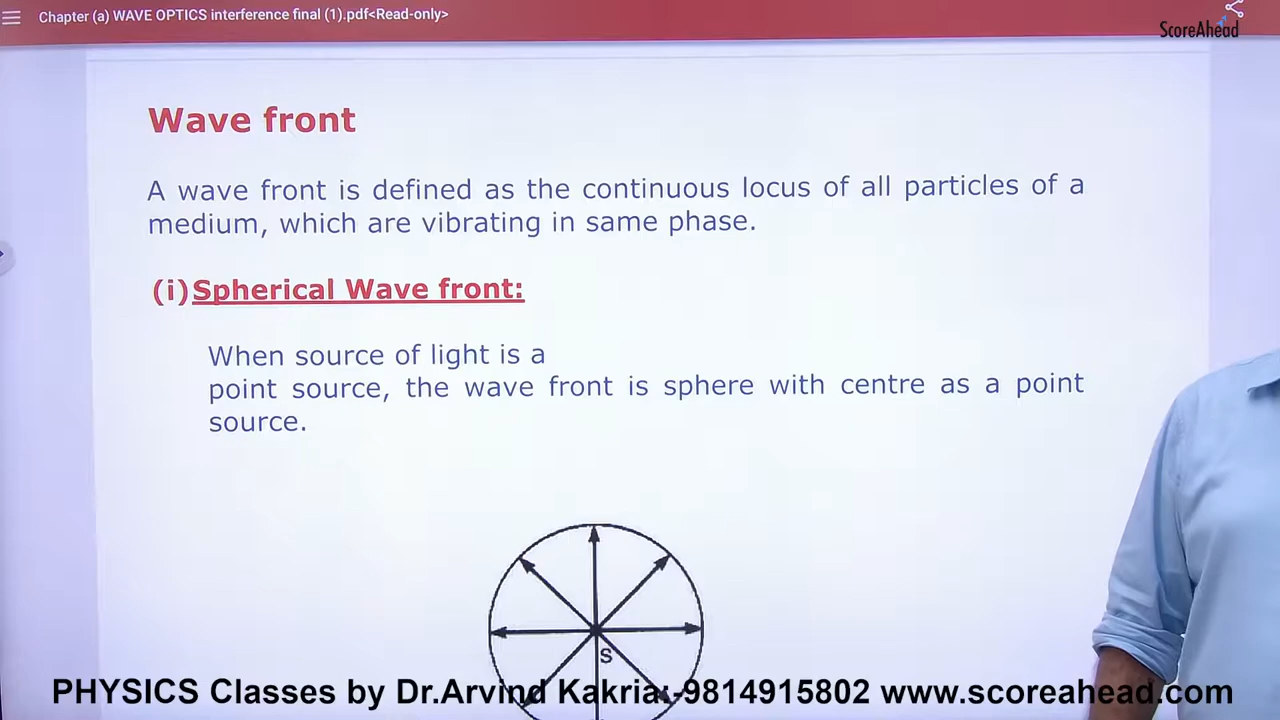 Chapter (a) WAVE OPTICS interference final (1).pdf<Read-only>
ScoreAhead
Wave front
A wave front is defined as the continuous locus of all particles of a
medium, which are vibrating in same phase.
(i) Spherical Wave front:
When source of light is a
point source, the wave front is sphere with centre as a point
source.
S
PHYSICS Classes by Dr.Arvind Kakria:-9814915802 www.scoreahead.com